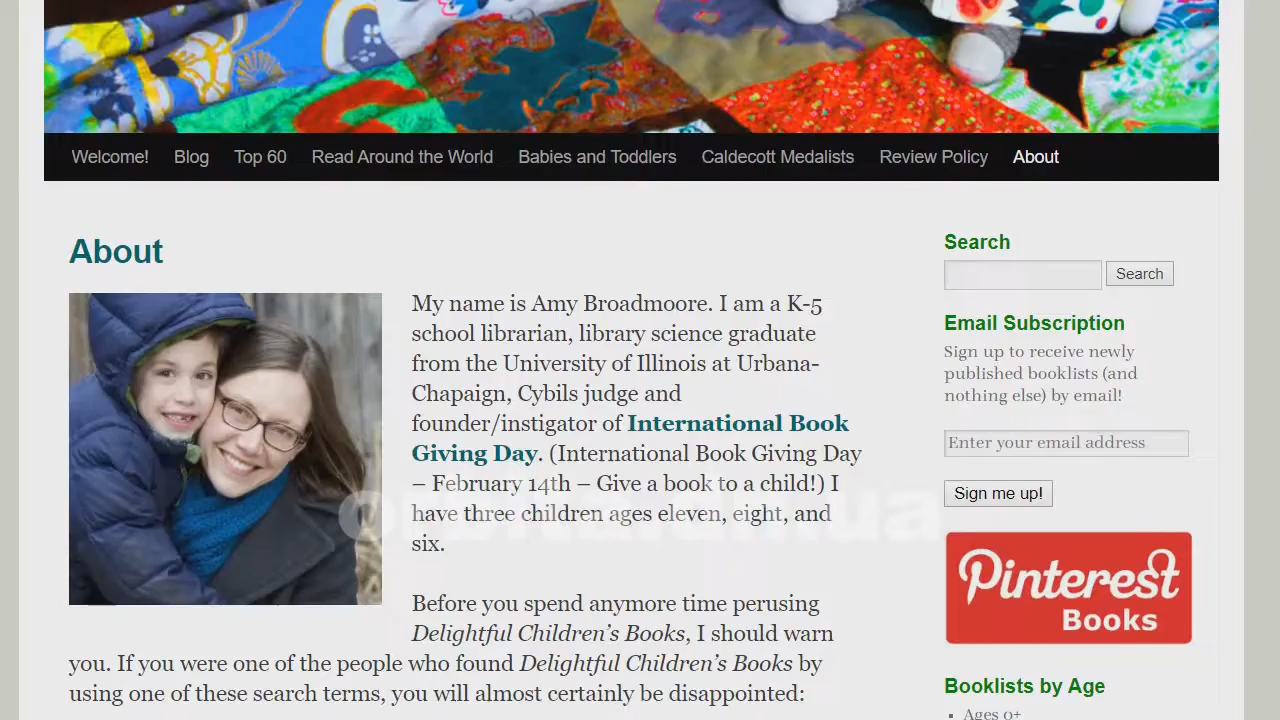 Welcome! Blog Top 60 Read Around the World Babies and Toddlers Caldecott Medalists Review Policy About
About
My name is Amy Broadmoore. I am a K-5
school librarian, library science graduate
from the University of Illinois at Urbana-
Chapaign, Cybils judge and
founder/instigator of International Book
Giving Day. (International Book Giving Day
– February 14th – Give a book to a child!) I
have three children ages eleven, eight, and
six.
Before you spend anymore time perusing
Delightful Children's Books, I should warn
you. If you were one of the people who found Delightful Children's Books by
using one of these search terms, you will almost certainly be disappointed:
Search
Search
Email Subscription
Sign up to receive newly
published booklists (and
nothing else) by email!
Enter your email address
Sign me up!
Pinterest
Books
Booklists by Age
Ages 0+